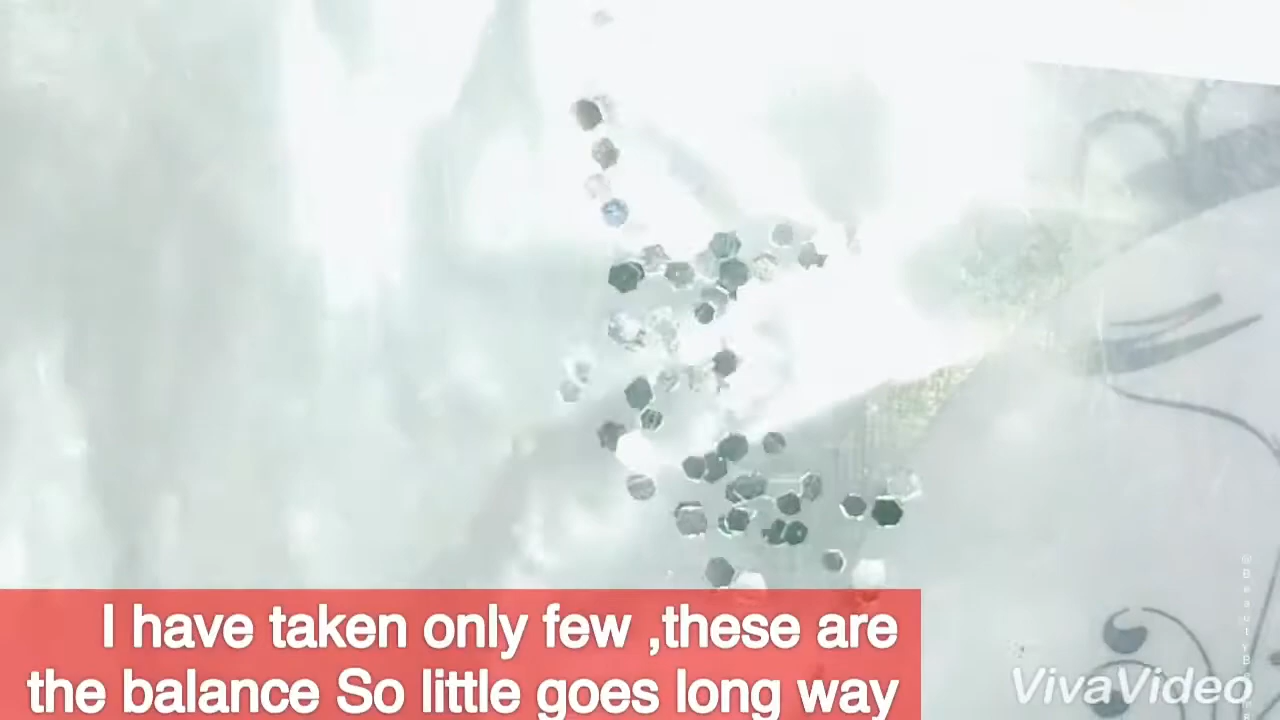 I have taken only few ,these are
the balance So little goes long way
VivaVideo